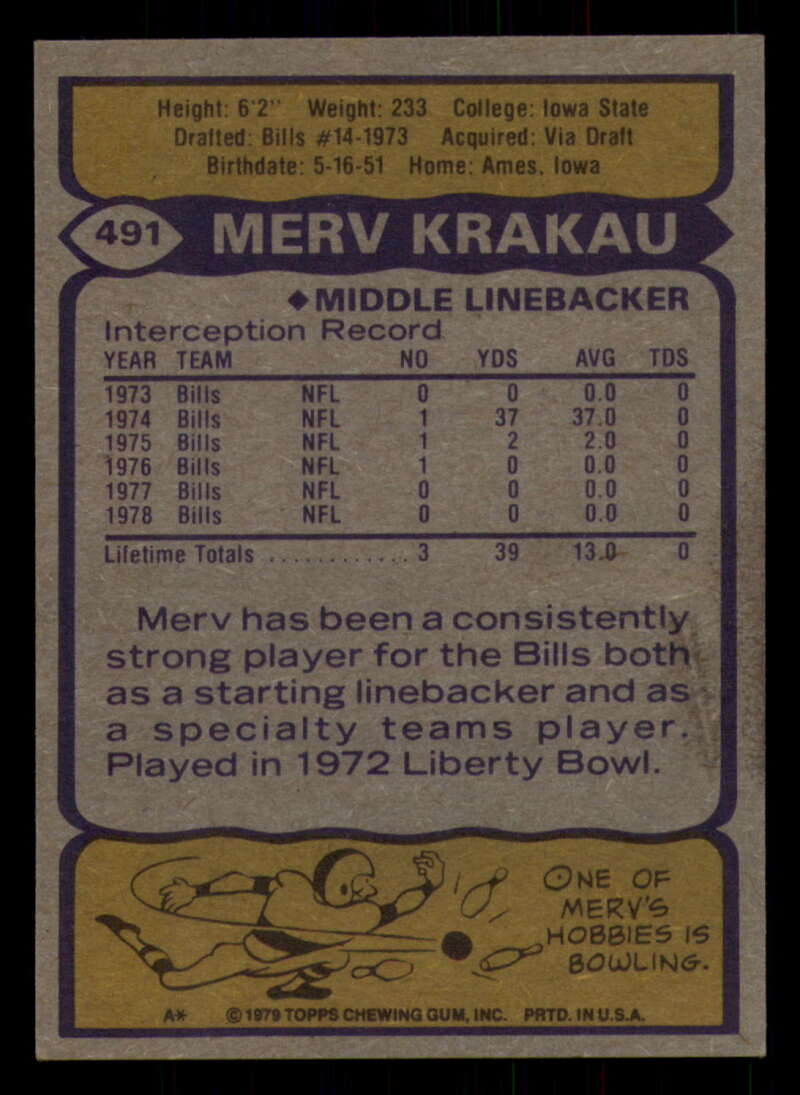 Height: 6'2" Weight: 233 College: Iowa State
Drafted: Bills #14-1973 Acquired: Via Draft
Birthdate: 5-16-51 Home: Ames, Iowa
491 MERV KRAKAU
◆MIDDLE LINEBACKER
Interception Record
YEAR TEAM NO YDS AVG TDS
1973 Bills NFL 0 0 0.0 0
1974 Bills NFL 1 37 37.0 0
1975 Bills NFL 1 2 2.0 0
1976 Bills NFL 1 0 0.0 0
1977 Bills NFL 0 0 0.0 0
1978 Bills NFL 0 0 0.0 0
Lifetime Totals ............ 3 39 13.0 0
Merv has been a consistently
strong player for the Bills both
as a starting linebacker and as
a specialty teams player.
Played in 1972 Liberty Bowl.
ONE OF
MERV'S
HOBBIES IS
BOWLING.
A* ©1979 TOPPS CHEWING GUM, INC. PRTD. IN U.S.A.